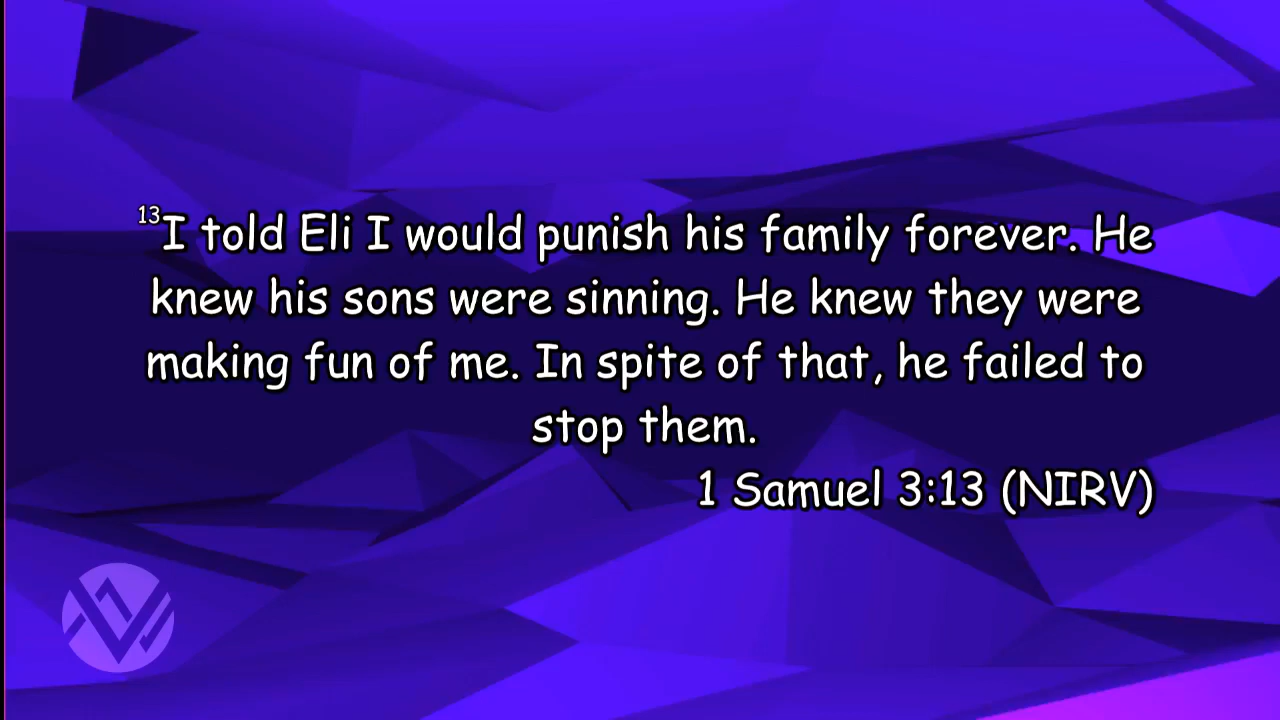 13I told Eli I would punish his family forever. He
knew his sons were sinning. He knew they were
making fun of me. In spite of that, he failed to
stop them.
1 Samuel 3:13 (NIRV)